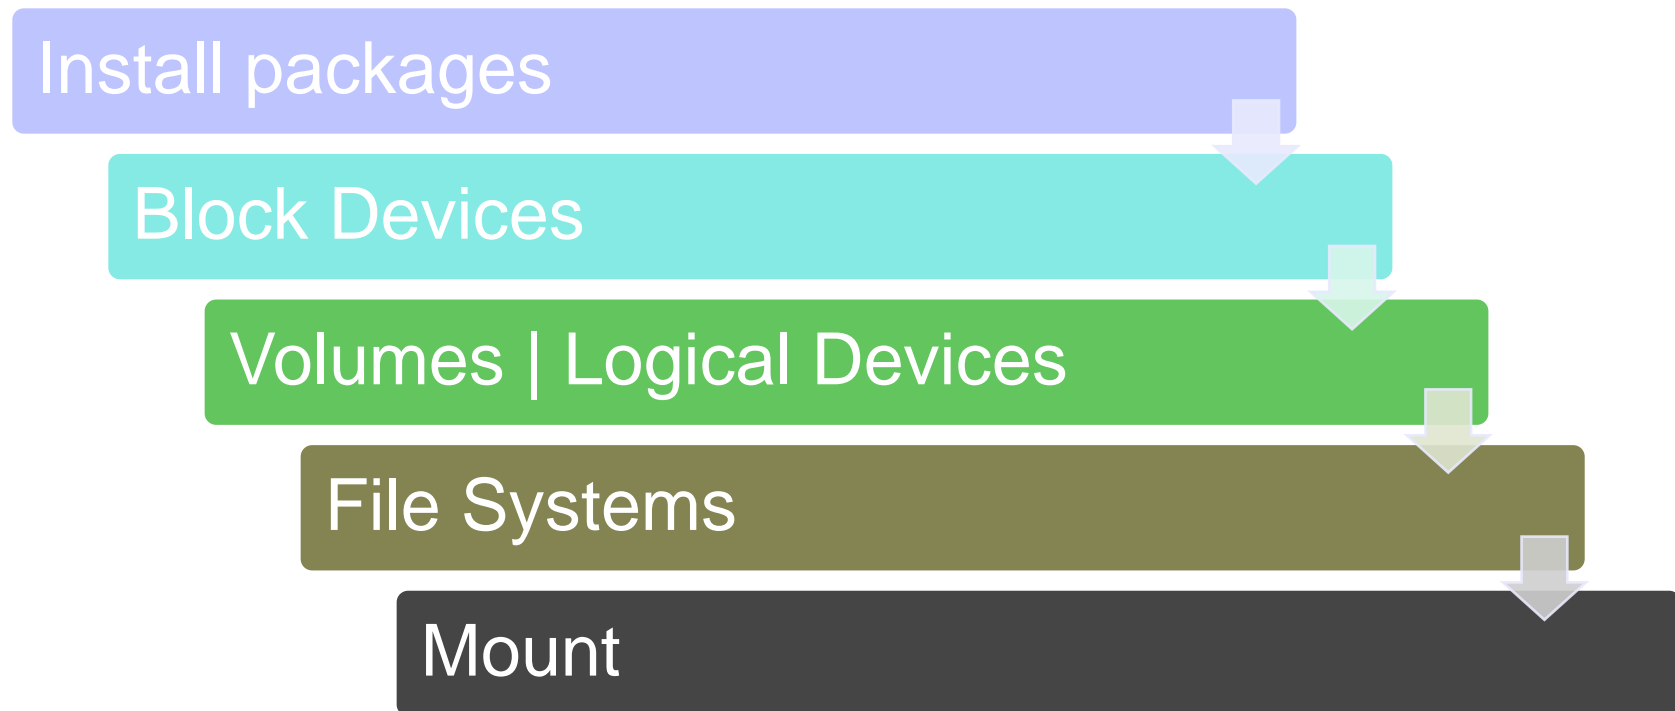 Install packages
Block Devices
Volumes | Logical Devices
File Systems
Mount